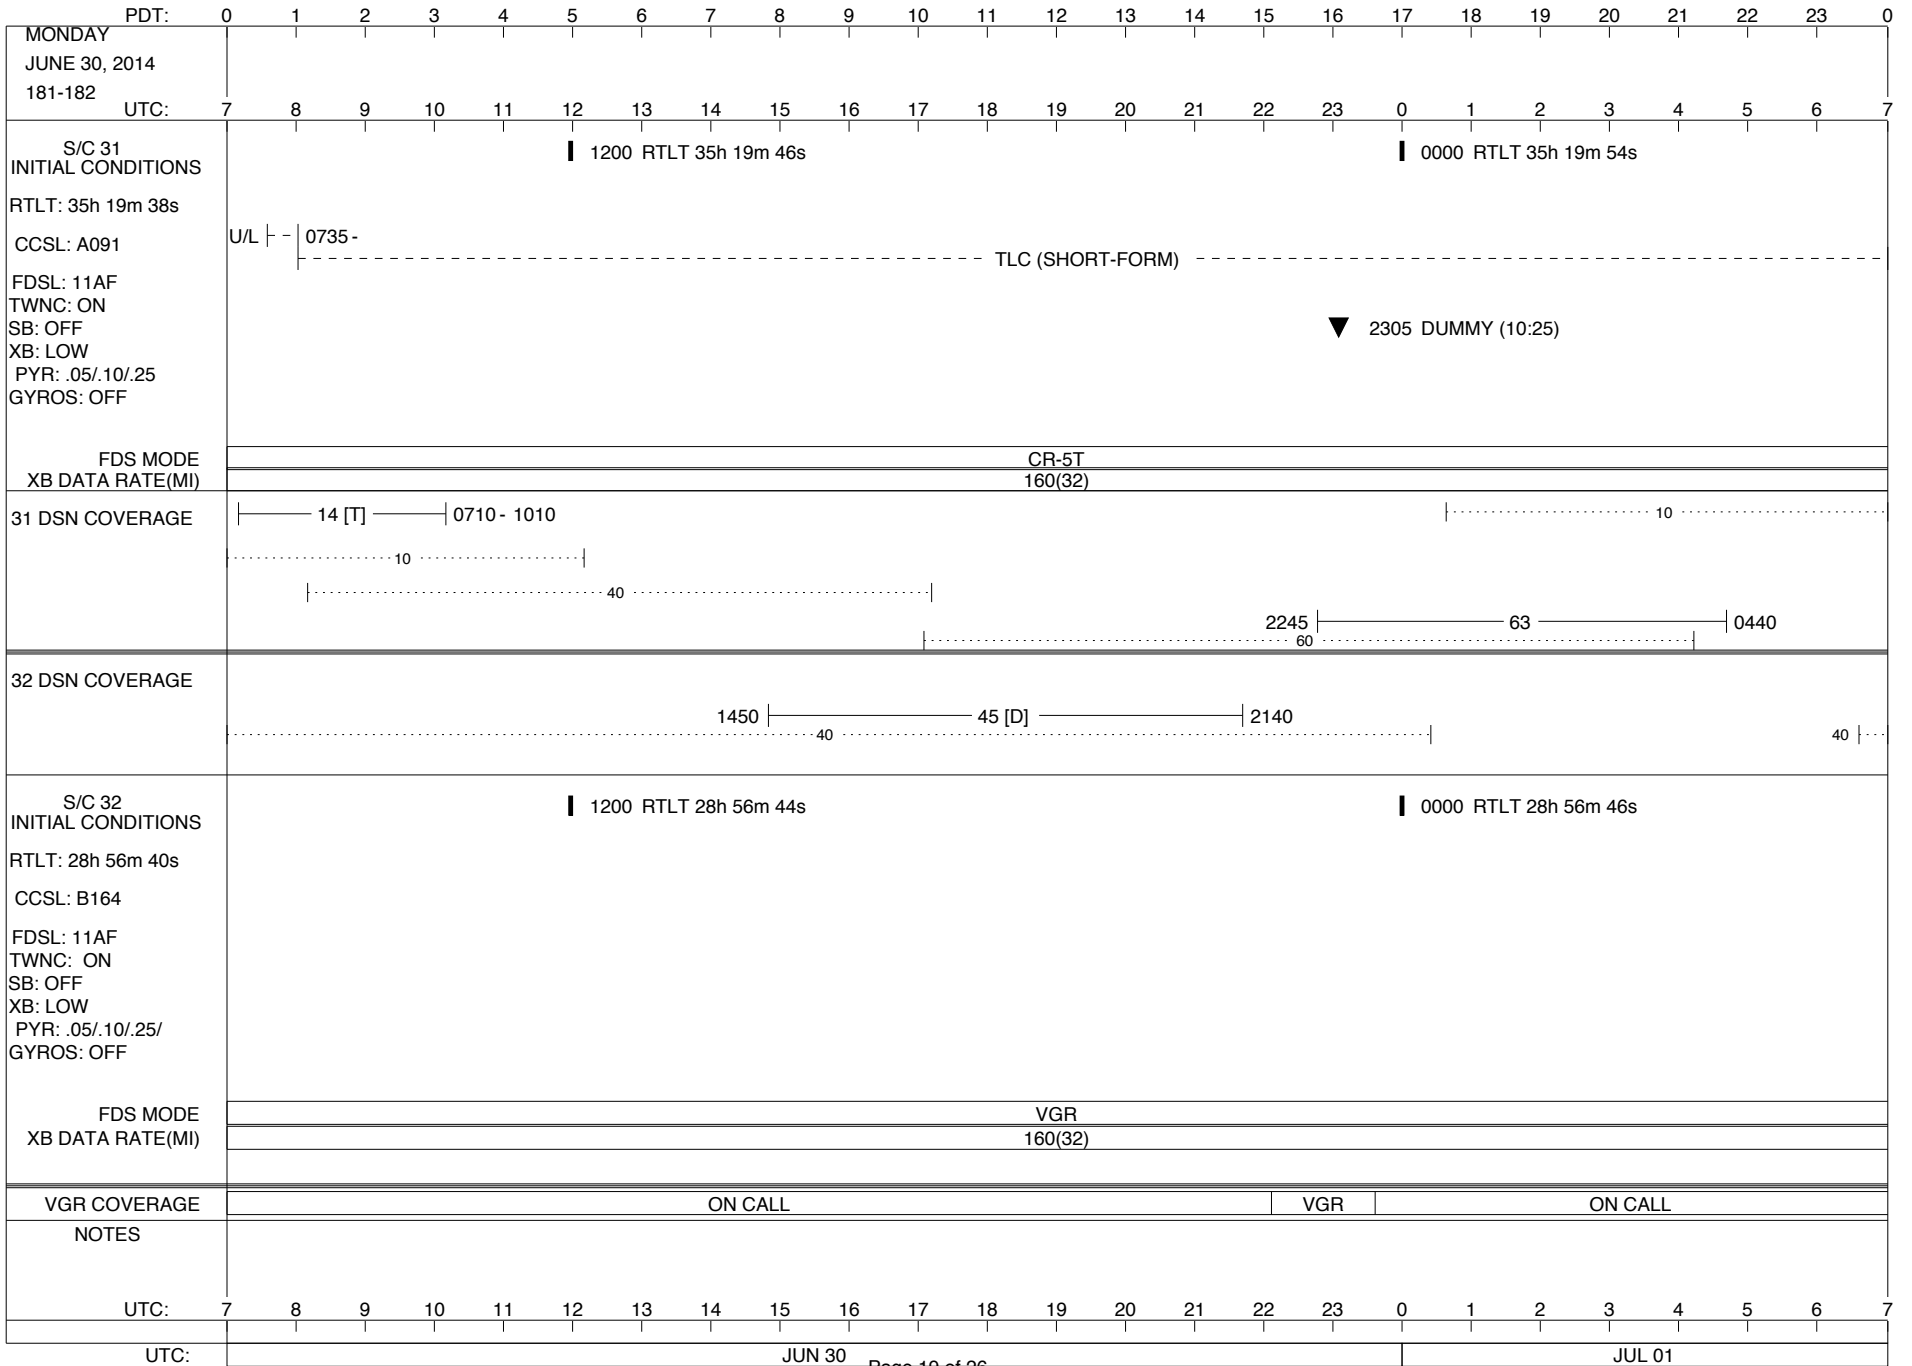 PDT: 0 1 2 3 4 5 6 7 8 9 10 11 12 13 14 15 16 17 18 19 20 21 22 23 0
MONDAY
JUNE 30, 2014
181-182
UTC: 7 8 9 10 11 12 13 14 15 16 17 18 19 20 21 22 23 0 1 2 3 4 5 6 7
S/C 31
INITIAL CONDITIONS
1200 RTLT 35h 19m 46s
0000 RTLT 35h 19m 54s
RTLT: 35h 19m 38s
U/L 0735 -
CCSL: A091
TLC (SHORT-FORM)
FDSL: 11AF
TWNC: ON
SB: OFF
2305 DUMMY (10:25)
XB: LOW
PYR: .05/.10/.25
GYROS: OFF
FDS MODE CR-5T
XB DATA RATE(MI) 160(32)
31 DSN COVERAGE
14 [T] 0710 - 1010
10
10
40
2245 63 0440
60
32 DSN COVERAGE
1450 45 [D] 2140
40 40
S/C 32
INITIAL CONDITIONS
1200 RTLT 28h 56m 44s
0000 RTLT 28h 56m 46s
RTLT: 28h 56m 40s
CCSL: B164
FDSL: 11AF
TWNC: ON
SB: OFF
XB: LOW
PYR: .05/.10/.25/
GYROS: OFF
FDS MODE VGR
XB DATA RATE(MI) 160(32)
VGR COVERAGE ON CALL VGR ON CALL
NOTES
UTC: 7 8 9 10 11 12 13 14 15 16 17 18 19 20 21 22 23 0 1 2 3 4 5 6 7
UTC: JUN 30 JUL 01
Page 19 of 26